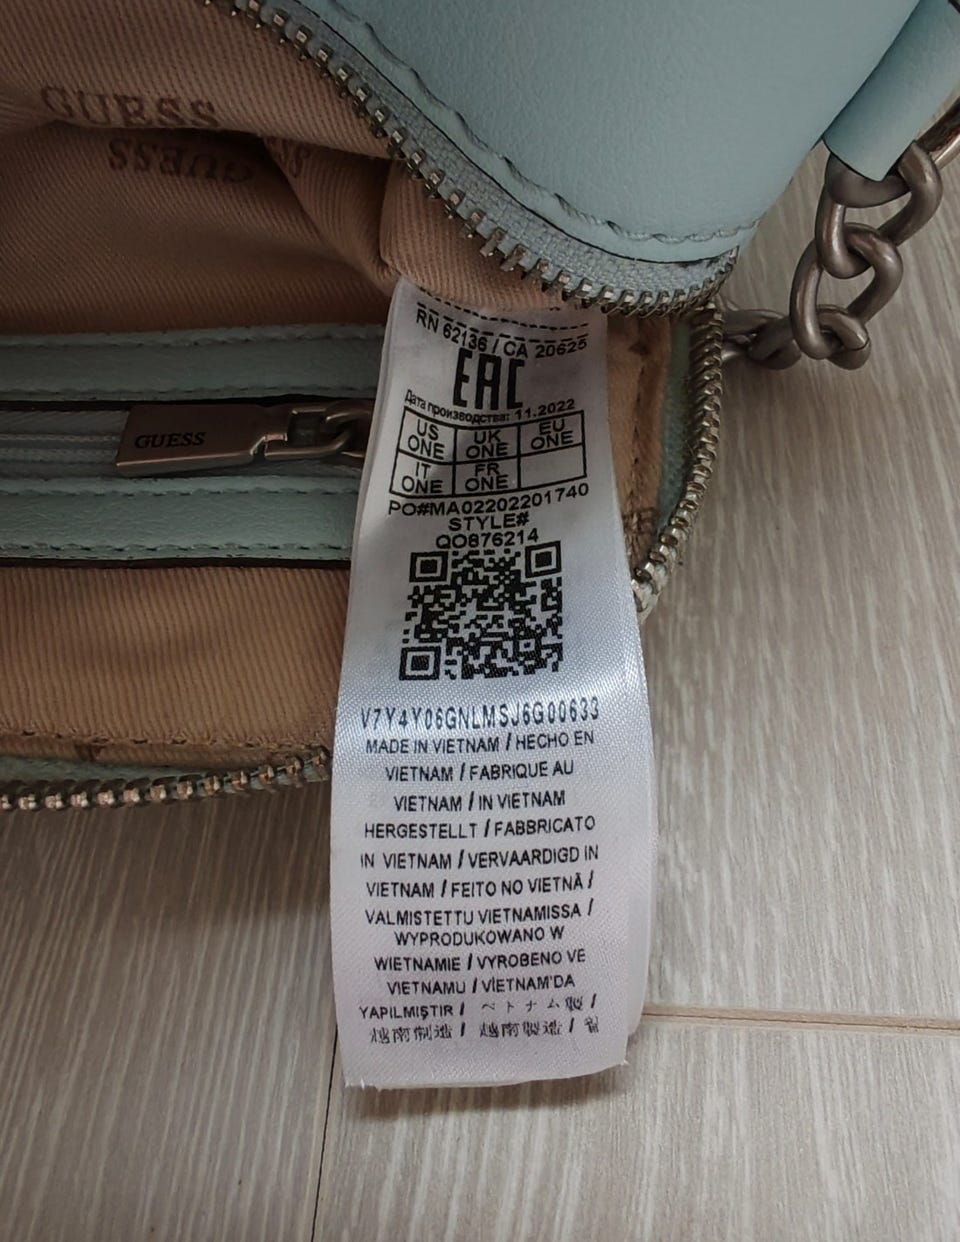 GUESS
GUESS
GUESS
RN 62136 / CA 20625
EAC
Дата производства: 11.2022
US ONE UK ONE EU ONE
IT ONE FR ONE
PO#MA02202201740
STYLE#
QO876214
V7Y4Y06GNLMSJ6G00633
MADE IN VIETNAM / HECHO EN
VIETNAM / FABRIQUE AU
VIETNAM / IN VIETNAM
HERGESTELLT / FABBRICATO
IN VIETNAM / VERVAARDIGD IN
VIETNAM / FEITO NO VIETNÃ /
VALMISTETTU VIETNAMISSA /
WYPRODUKOWANO W
WIETNAMIE / VYROBENO VE
VIETNAMU / VİETNAM'DA
YAPILMIŞTIR / ベトナム製 /
越南制造 / 越南製造 /